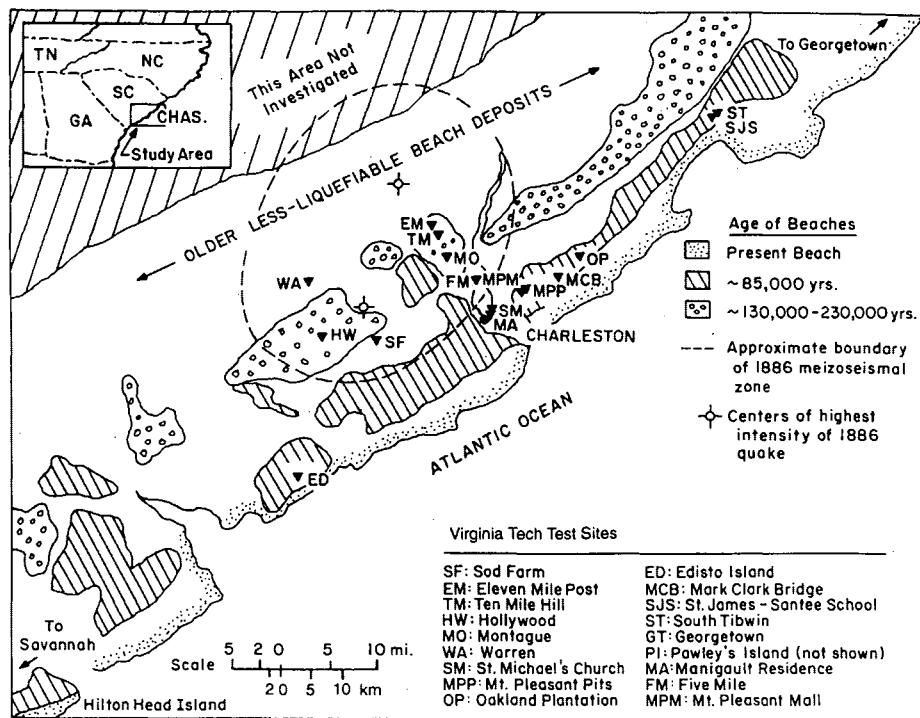 TN
NC
SC
GA
CHAS.
Study Area
This Area Not
Investigated
To Georgetown
OLDER LESS-LIQUEFIABLE BEACH DEPOSITS
ST
SJS
EM
TM
MO
FM
MPM
OP
MCB
MPP
SM
MA
CHARLESTON
WA
HW
SF
ED
ATLANTIC OCEAN
Age of Beaches
Present Beach
~85,000 yrs.
~130,000-230,000 yrs.
Approximate boundary
of 1886 meizoseismal
zone
Centers of highest
intensity of 1886
quake
To
Savannah
Hilton Head Island
Scale
5 2 0 5 10 mi.
2 0 5 10 km
Virginia Tech Test Sites
SF: Sod Farm
EM: Eleven Mile Post
TM: Ten Mile Hill
HW: Hollywood
MO: Montague
WA: Warren
SM: St. Michael's Church
MPP: Mt. Pleasant Pits
OP: Oakland Plantation
ED: Edisto Island
MCB: Mark Clark Bridge
SJS: St. James - Santee School
ST: South Tibwin
GT: Georgetown
PI: Pawley's Island (not shown)
MA: Manigault Residence
FM: Five Mile
MPM: Mt. Pleasant Mall